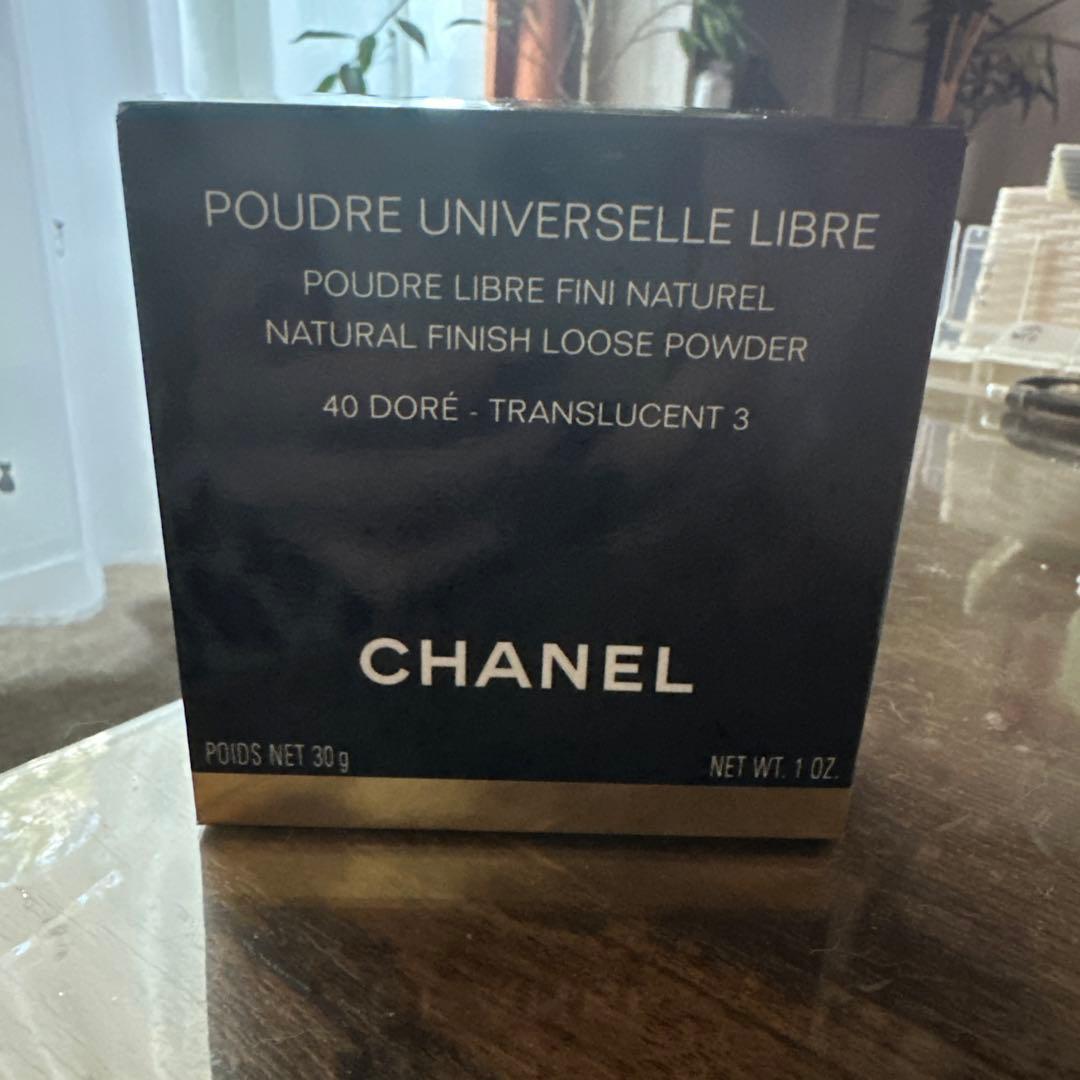 POUDRE UNIVERSELLE LIBRE
POUDRE LIBRE FINI NATUREL
NATURAL FINISH LOOSE POWDER
40 DORÉ - TRANSLUCENT 3
CHANEL
POIDS NET 30 g
NET WT. 1 OZ.